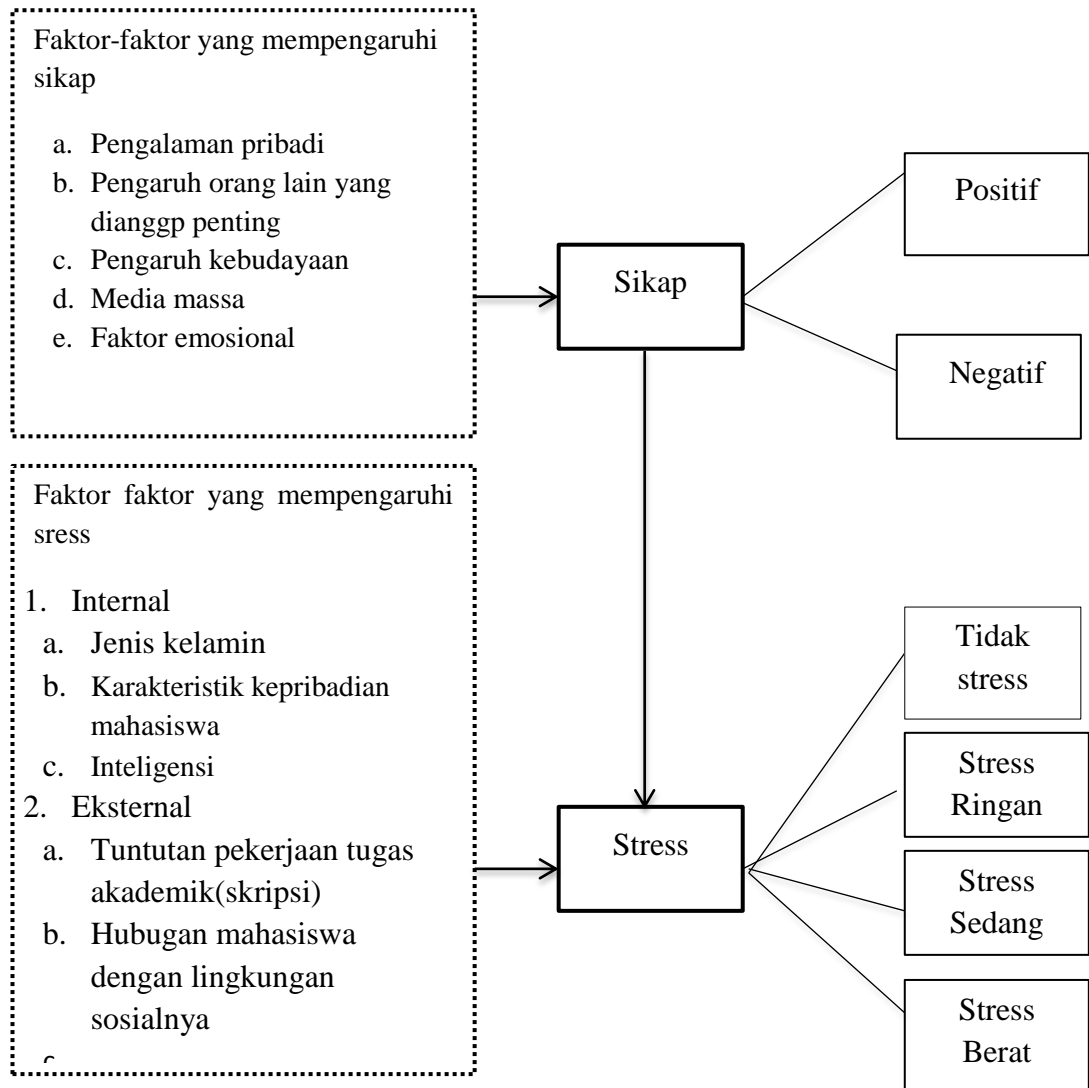 Faktor-faktor yang mempengaruhi
sikap
a. Pengalaman pribadi
b. Pengaruh orang lain yang
dianggp penting
c. Pengaruh kebudayaan
d. Media massa
e. Faktor emosional
Sikap
Positif
Negatif
Faktor faktor yang mempengaruhi
sress
1. Internal
a. Jenis kelamin
b. Karakteristik kepribadian
mahasiswa
c. Inteligensi
2. Eksternal
a. Tuntutan pekerjaan tugas
akademik(skripsi)
b. Hubugan mahasiswa
dengan lingkungan
sosialnya
Stress
Tidak
stress
Stress
Ringan
Stress
Sedang
Stress
Berat